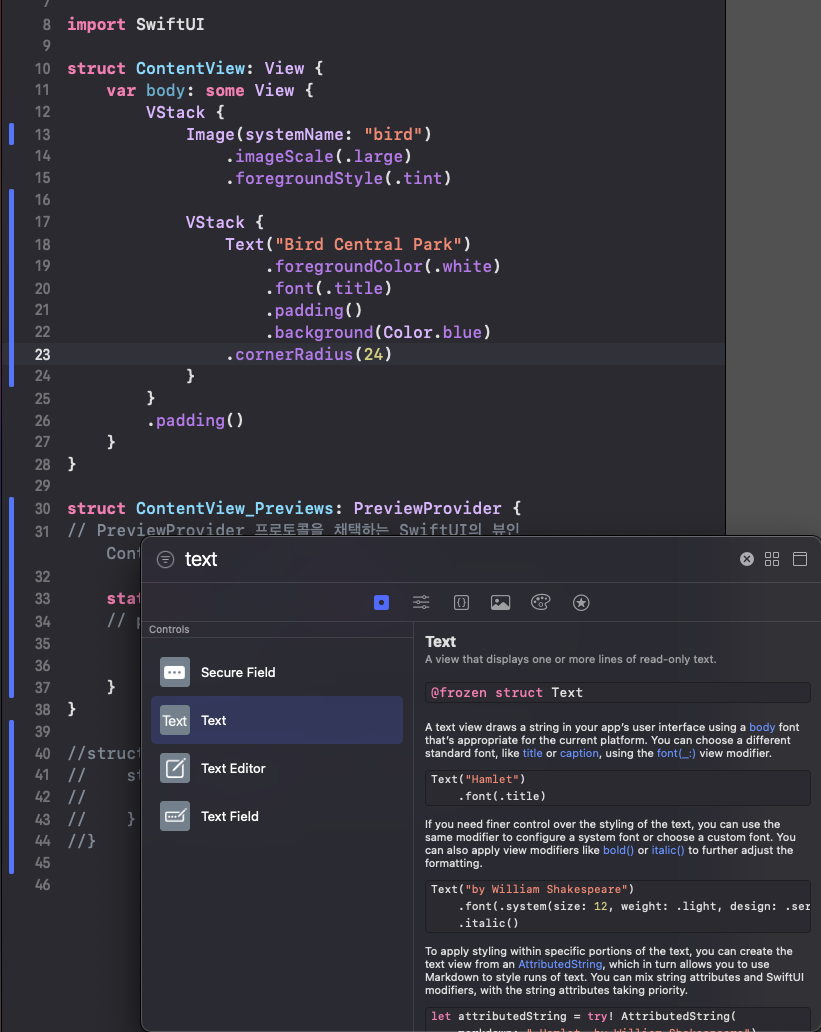 7
8 import SwiftUI
9
10 struct ContentView: View {
11 var body: some View {
12 VStack {
13 Image(systemName: "bird")
14 .imageScale(.large)
15 .foregroundStyle(.tint)
16
17 VStack {
18 Text("Bird Central Park")
19 .foregroundColor(.white)
20 .font(.title)
21 .padding()
22 .background(Color.blue)
23 .cornerRadius(24)
24 }
25 }
26 .padding()
27 }
28 }
29
30 struct ContentView_Previews: PreviewProvider {
31 // PreviewProvider 프로토콜을 채택하는 SwiftUI의 뷰인
Cont
32
33 stat
34 // p
35
36
37 }
38 }
39
40 //struct
41 // st
42 //
43 // }
44 //}
45
46
text
Controls
Secure Field
Text Text
Text Editor
Text Field
Text
A view that displays one or more lines of read-only text.
@frozen struct Text
A text view draws a string in your app’s user interface using a body font
that’s appropriate for the current platform. You can choose a different
standard font, like title or caption, using the font(_:) view modifier.
Text("Hamlet")
.font(.title)
If you need finer control over the styling of the text, you can use the
same modifier to configure a system font or choose a custom font. You
can also apply view modifiers like bold() or italic() to further adjust the
formatting.
Text("by William Shakespeare")
.font(.system(size: 12, weight: .light, design: .ser
.italic()
To apply styling within specific portions of the text, you can create the
text view from an AttributedString, which in turn allows you to use
Markdown to style runs of text. You can mix string attributes and SwiftUI
modifiers, with the string attributes taking priority.
let attributedString = try! AttributedString(